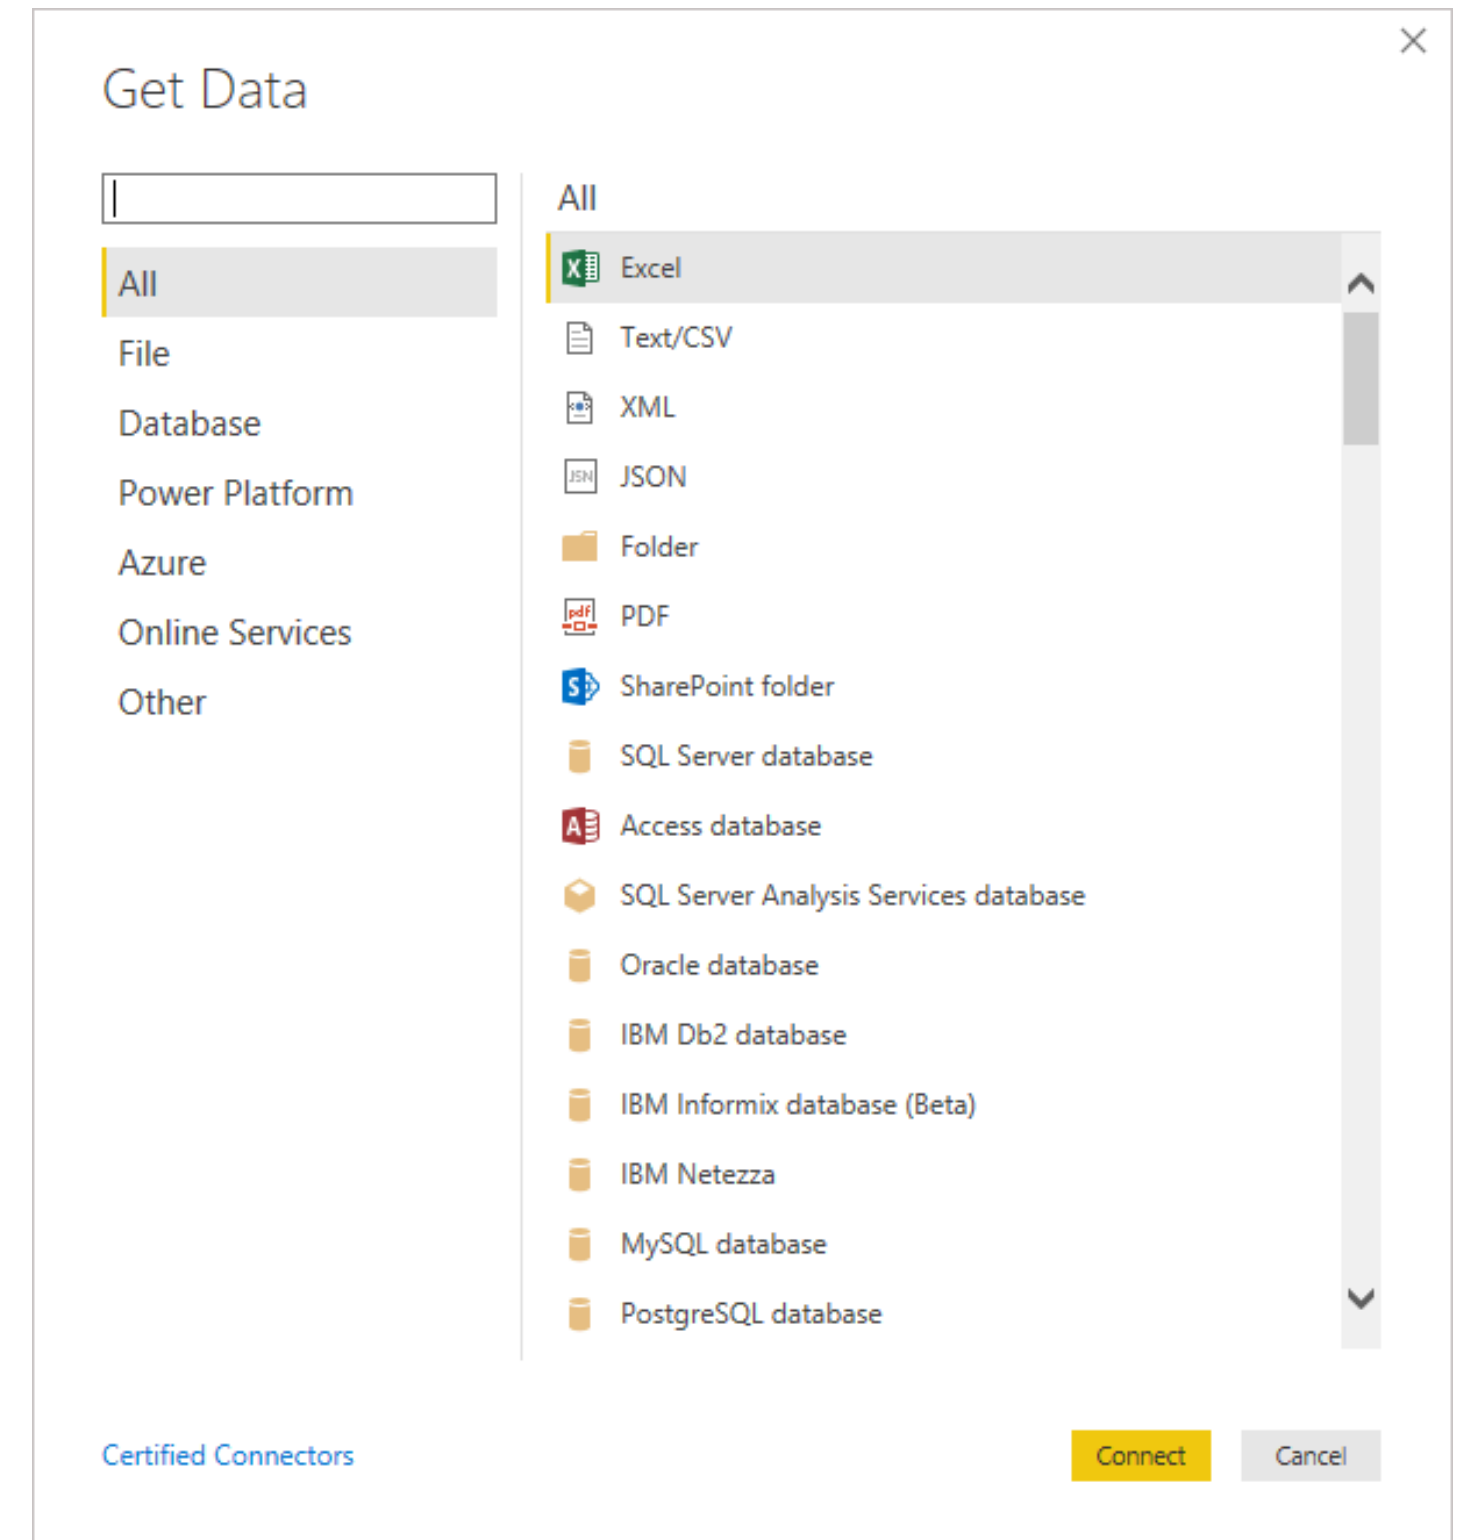 Get Data
All
File
Database
Power Platform
Azure
Online Services
Other
All
Excel
Text/CSV
XML
JSN JSON
Folder
pdf PDF
S SharePoint folder
SQL Server database
A Access database
SQL Server Analysis Services database
Oracle database
IBM Db2 database
IBM Informix database (Beta)
IBM Netezza
MySQL database
PostgreSQL database
Certified Connectors
Connect
Cancel